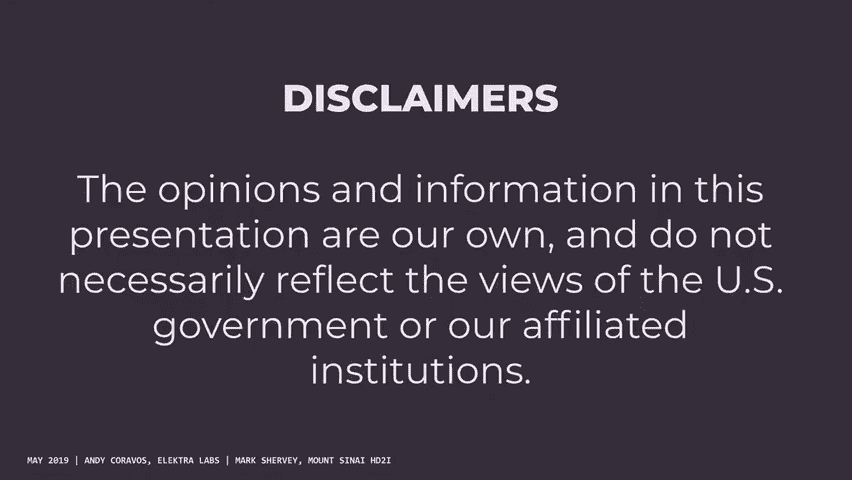 DISCLAIMERS
The opinions and information in this
presentation are our own, and do not
necessarily reflect the views of the U.S.
government or our affiliated
institutions.
MAY 2019 | ANDY CORAVOS, ELEKTRA LABS | MARK SHERVEY, MOUNT SINAI HD2I